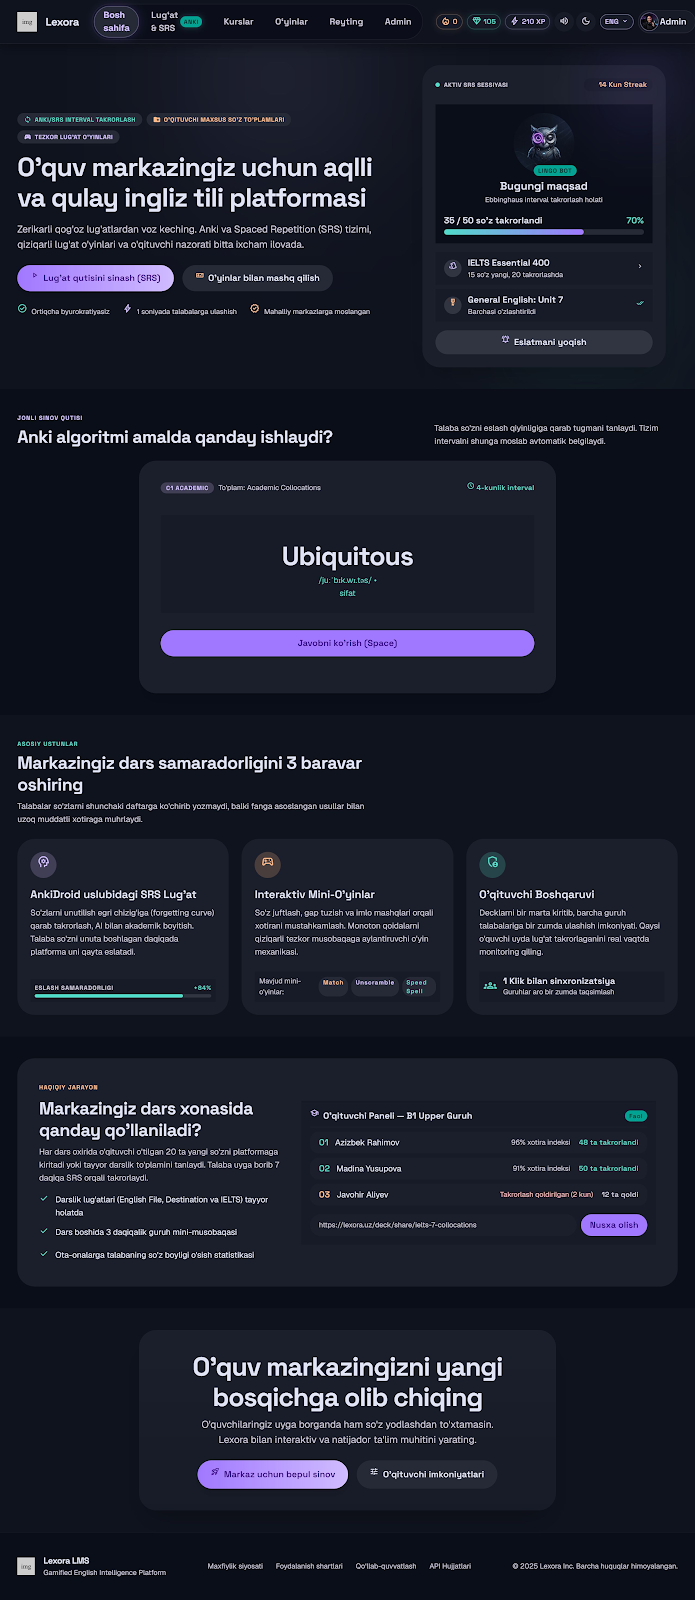 img Lexora Bosh sahifa Lug'at & SRS ANKI Kurslar O'yinlar Reyting Admin 0 105 210 XP ENG Admin
ANKI/SRS INTERVAL TAKRORLASH O'QITUVCHI MAXSUS SO'Z TO'PLAMLARI
TEZKOR LUG'AT O'YINLARI
O'quv markazingiz uchun aqlli
va qulay ingliz tili platformasi
Zerikarli qog'oz lug'atlardan voz keching. Anki va Spaced Repetition (SRS) tizimi,
qiziqarli lug'at o'yinlari va o'qituvchi nazorati bitta ixcham ilovada.
Lug'at qutisini sinash (SRS) O'yinlar bilan mashq qilish
Ortiqcha byurokratiyasiz 1 soniyada talabalarga ulashish Mahalliy markazlarga moslangan
AKTIV SRS SESSIYASI 14 Kun Streak
LINGO BOT
Bugungi maqsad
Ebbinghaus interval takrorlash holati
35 / 50 so'z takrorlandi 70%
IELTS Essential 400
15 so'z yangi, 20 takrorlashda
General English: Unit 7
Barchasi o'zlashtirildi
Eslatmani yoqish
JONLI SINOV QUTISI
Anki algoritmi amalda qanday ishlaydi?
Talaba so'zni eslash qiyinligiga qarab tugmani tanlaydi. Tizim
intervalni shunga moslab avtomatik belgilaydi.
C1 ACADEMIC To'plam: Academic Collocations 4-kunlik interval
Ubiquitous
/juːˈbɪk.wɪ.təs/ •
sifat
Javobni ko'rish (Space)
ASOSIY USTUNLAR
Markazingiz dars samaradorligini 3 baravar
oshiring
Talabalar so'zlarni shunchaki daftarga ko'chirib yozmaydi, balki fanga asoslangan usullar bilan
uzoq muddatli xotiraga muhrlaydi.
AnkiDroid uslubidagi SRS Lug'at
So'zlarni unutilish egri chizig'iga (forgetting curve)
qarab takrorlash, AI bilan akademik boyitish.
Talaba so'zni unuta boshlagan daqiqada
platforma uni qayta eslatadi.
ESLASH SAMARADORLIGI +84%
Interaktiv Mini-O'yinlar
So'z juftlash, gap tuzish va imlo mashqlari orqali
xotirani mustahkamlash. Monoton qoidalarni
qiziqarli tezkor musobaqaga aylantiruvchi o'yin
mexanikasi.
Mavjud mini-
o'yinlar: Match Unscramble Speed
Spell
O'qituvchi Boshqaruvi
Decklarni bir marta kiritib, barcha guruh
talabalariga bir zumda ulashish imkoniyati. Qaysi
o'quvchi uyda lug'at takrorlaganini real vaqtda
monitoring qiling.
1 Klik bilan sinxronizatsiya
Guruhlar aro bir zumda taqsimlash
HAQIQIY JARAYON
Markazingiz dars xonasida
qanday qo'llaniladi?
Har dars oxirida o'qituvchi o'tilgan 20 ta yangi so'zni platformaga
kiritadi yoki tayyor darslik to'plamini tanlaydi. Talaba uyga borib 7
daqiqa SRS orqali takrorlaydi.
Darslik lug'atlari (English File, Destination va IELTS) tayyor
holatda
Dars boshida 3 daqiqalik guruh mini-musobaqasi
Ota-onalarga talabaning so'z boyligi o'sish statistikasi
O'qituvchi Paneli — B1 Upper Guruh Faol
01 Azizbek Rahimov 96% xotira indeksi 48 ta takrorlandi
02 Madina Yusupova 91% xotira indeksi 50 ta takrorlandi
03 Javohir Aliyev Takrorlash qoldirilgan (2 kun) 12 ta qoldi
https://lexora.uz/deck/share/ielts-7-collocations Nusxa olish
O'quv markazingizni yangi
bosqichga olib chiqing
O'quvchilaringiz uyga borganda ham so'z yodlashdan to'xtamasin.
Lexora bilan interaktiv va natijador ta'lim muhitini yarating.
Markaz uchun bepul sinov O'qituvchi imkoniyatlari
img Lexora LMS
Gamified English Intelligence Platform
Maxfiylik siyosati Foydalanish shartlari Qo'llab-quvvatlash API Hujjatlari
© 2025 Lexora Inc. Barcha huquqlar himoyalangan.